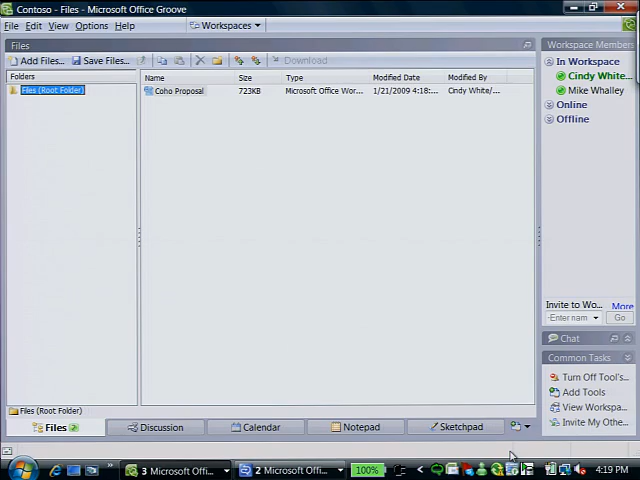 Contoso - Files - Microsoft Office Groove
File Edit View Options Help Workspaces
Files
Add Files... Save Files... Download
Folders
Files (Root Folder)
Name Size Type Modified Date Modified By
Coho Proposal 723KB Microsoft Office Wor... 1/21/2009 4:18:... Cindy White/...
Workspace Members
In Workspace
Cindy White...
Mike Whalley
Online
Offline
Invite to Wo... More
-Enter nam Go
Chat
Common Tasks
Turn Off Tool's...
Add Tools
View Workspa...
Invite My Othe...
Files (Root Folder)
Files Discussion Calendar Notepad Sketchpad
3 Microsoft Offi... 2 Microsoft Offi... 100% 4:19 PM